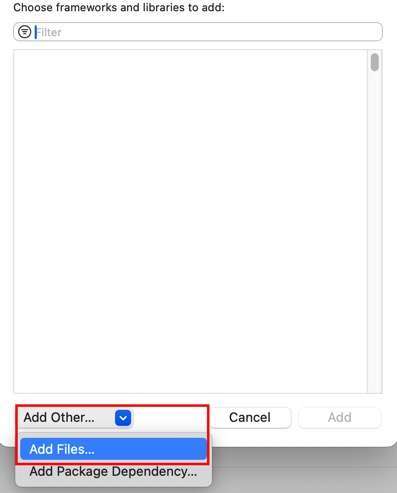 Choose frameworks and libraries to add:
Filter
Add Other...
Cancel
Add
Add Files...
Add Package Dependency...